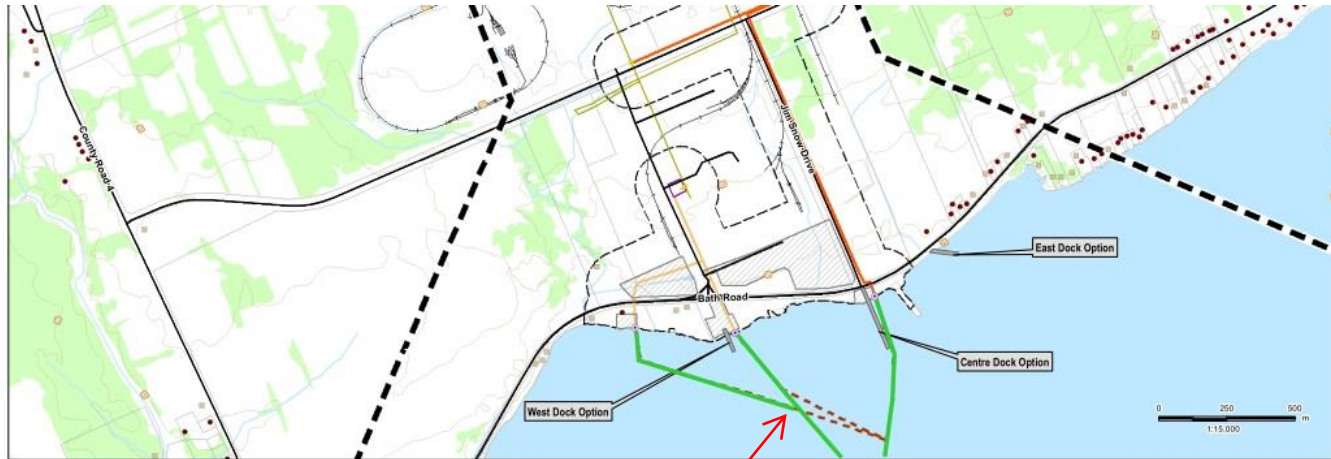 County Road 4
Jim Snow Drive
East Dock Option
Bath Road
Centre Dock Option
West Dock Option
0 250 500
m
1:15,000